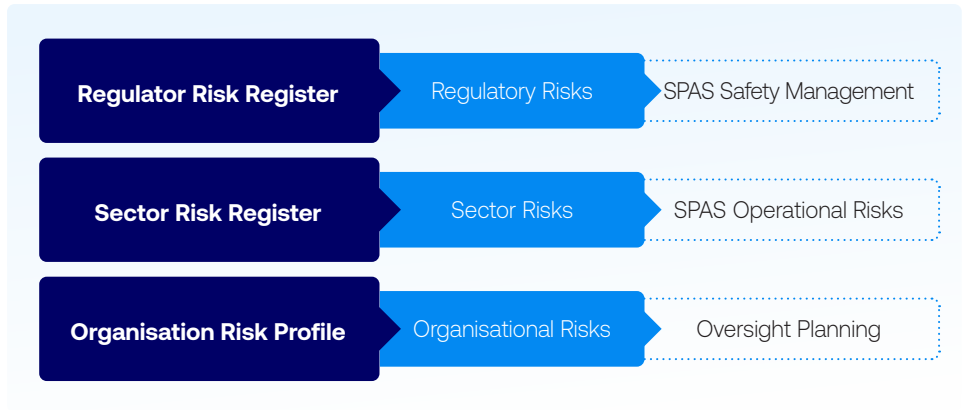 Regulator Risk Register
Regulatory Risks
SPAS Safety Management
Sector Risk Register
Sector Risks
SPAS Operational Risks
Organisation Risk Profile
Organisational Risks
Oversight Planning